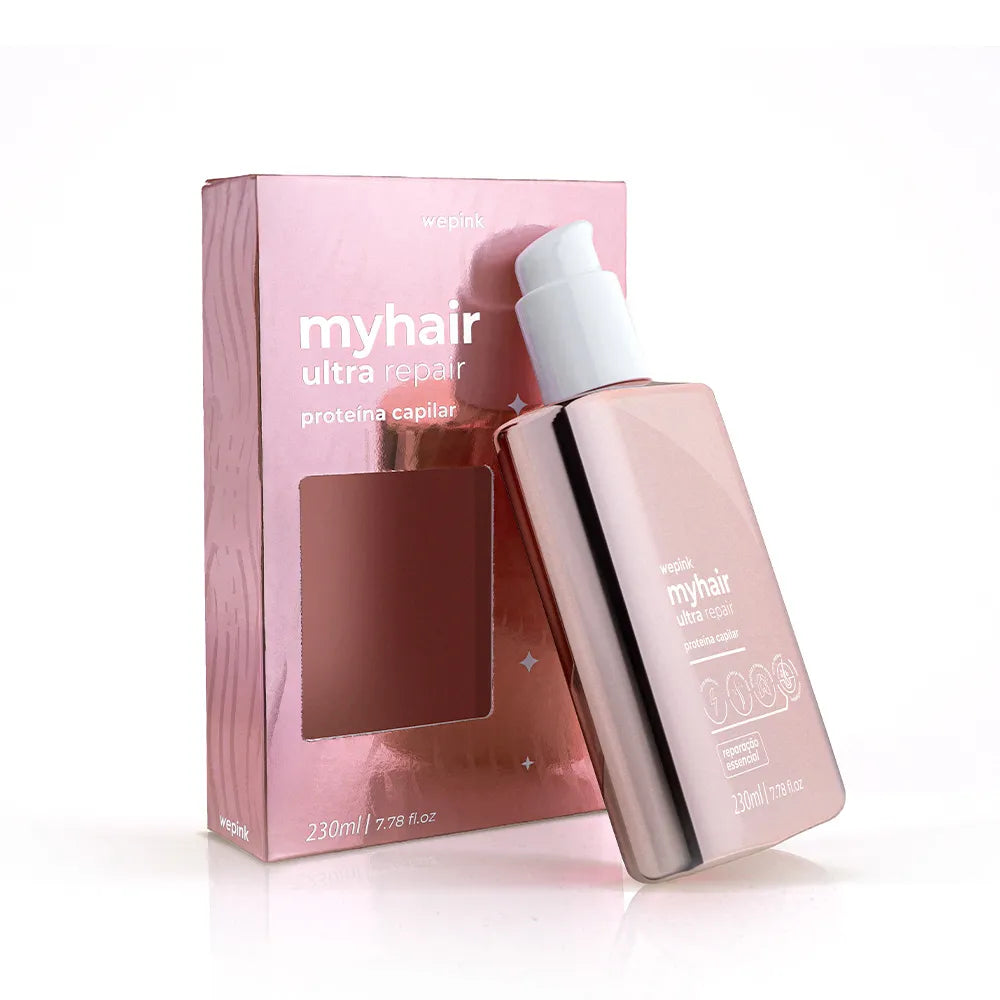 wepink
myhair
ultra repair
proteína capilar
230ml | 7.78 fl.oz
wepink
wepink
myhair
ultra repair
proteína capilar
reparação
essencial
230ml | 7.78 fl.oz